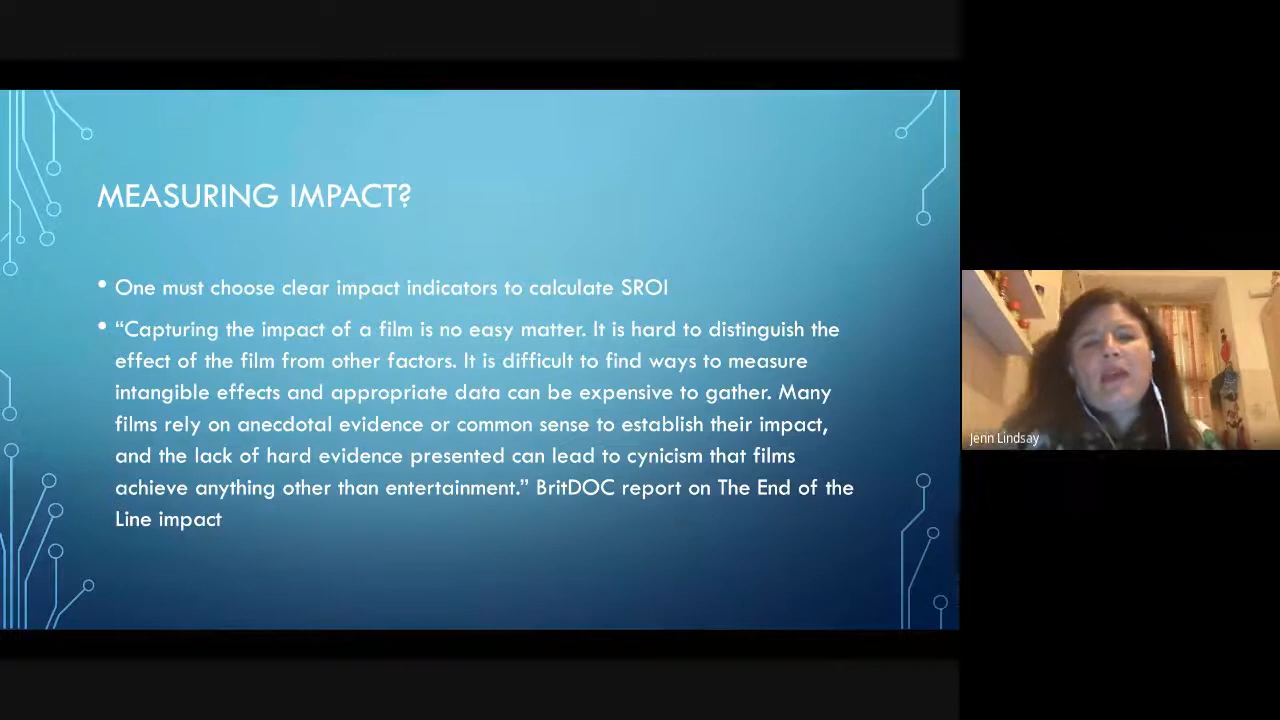 MEASURING IMPACT?
• One must choose clear impact indicators to calculate SROI
• “Capturing the impact of a film is no easy matter. It is hard to distinguish the
effect of the film from other factors. It is difficult to find ways to measure
intangible effects and appropriate data can be expensive to gather. Many
films rely on anecdotal evidence or common sense to establish their impact,
and the lack of hard evidence presented can lead to cynicism that films
achieve anything other than entertainment.” BritDOC report on The End of the
Line impact
Jenn Lindsay